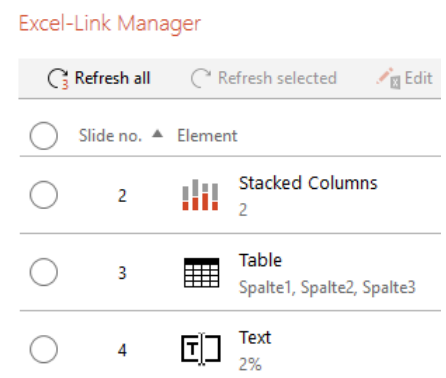 Excel-Link Manager
3 Refresh all Refresh selected X Edit
Slide no. ▲ Element
2 Stacked Columns
2
3 Table
Spalte1, Spalte2, Spalte3
4 T Text
2%